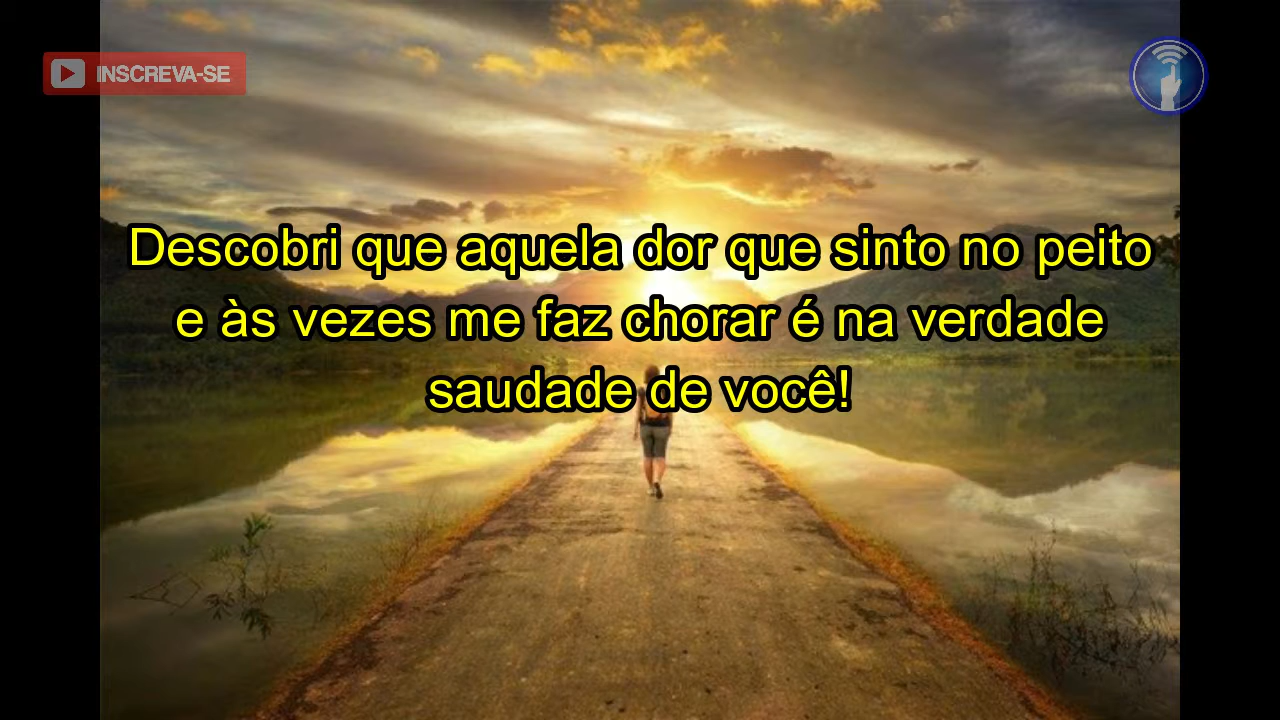 INSCREVA-SE
Descobri que aquela dor que sinto no peito
e às vezes me faz chorar é na verdade
saudade de você!